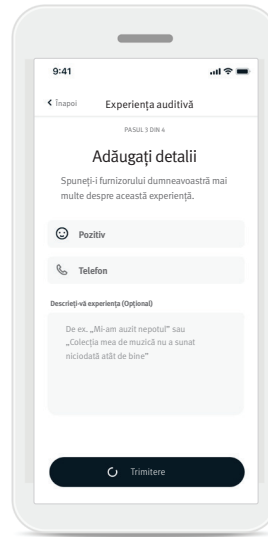 9:41
Înapoi
Experiența auditivă
PASUL 3 DIN 4
Adăugați detalii
Spuneți-i furnizorului dumneavoastră mai
multe despre această experiență.
Pozitiv
Telefon
Descrieți-vă experiența (Opțional)
De ex. „Mi-am auzit nepotul” sau
„Colecția mea de muzică nu a sunat
niciodată atât de bine”
Trimitere